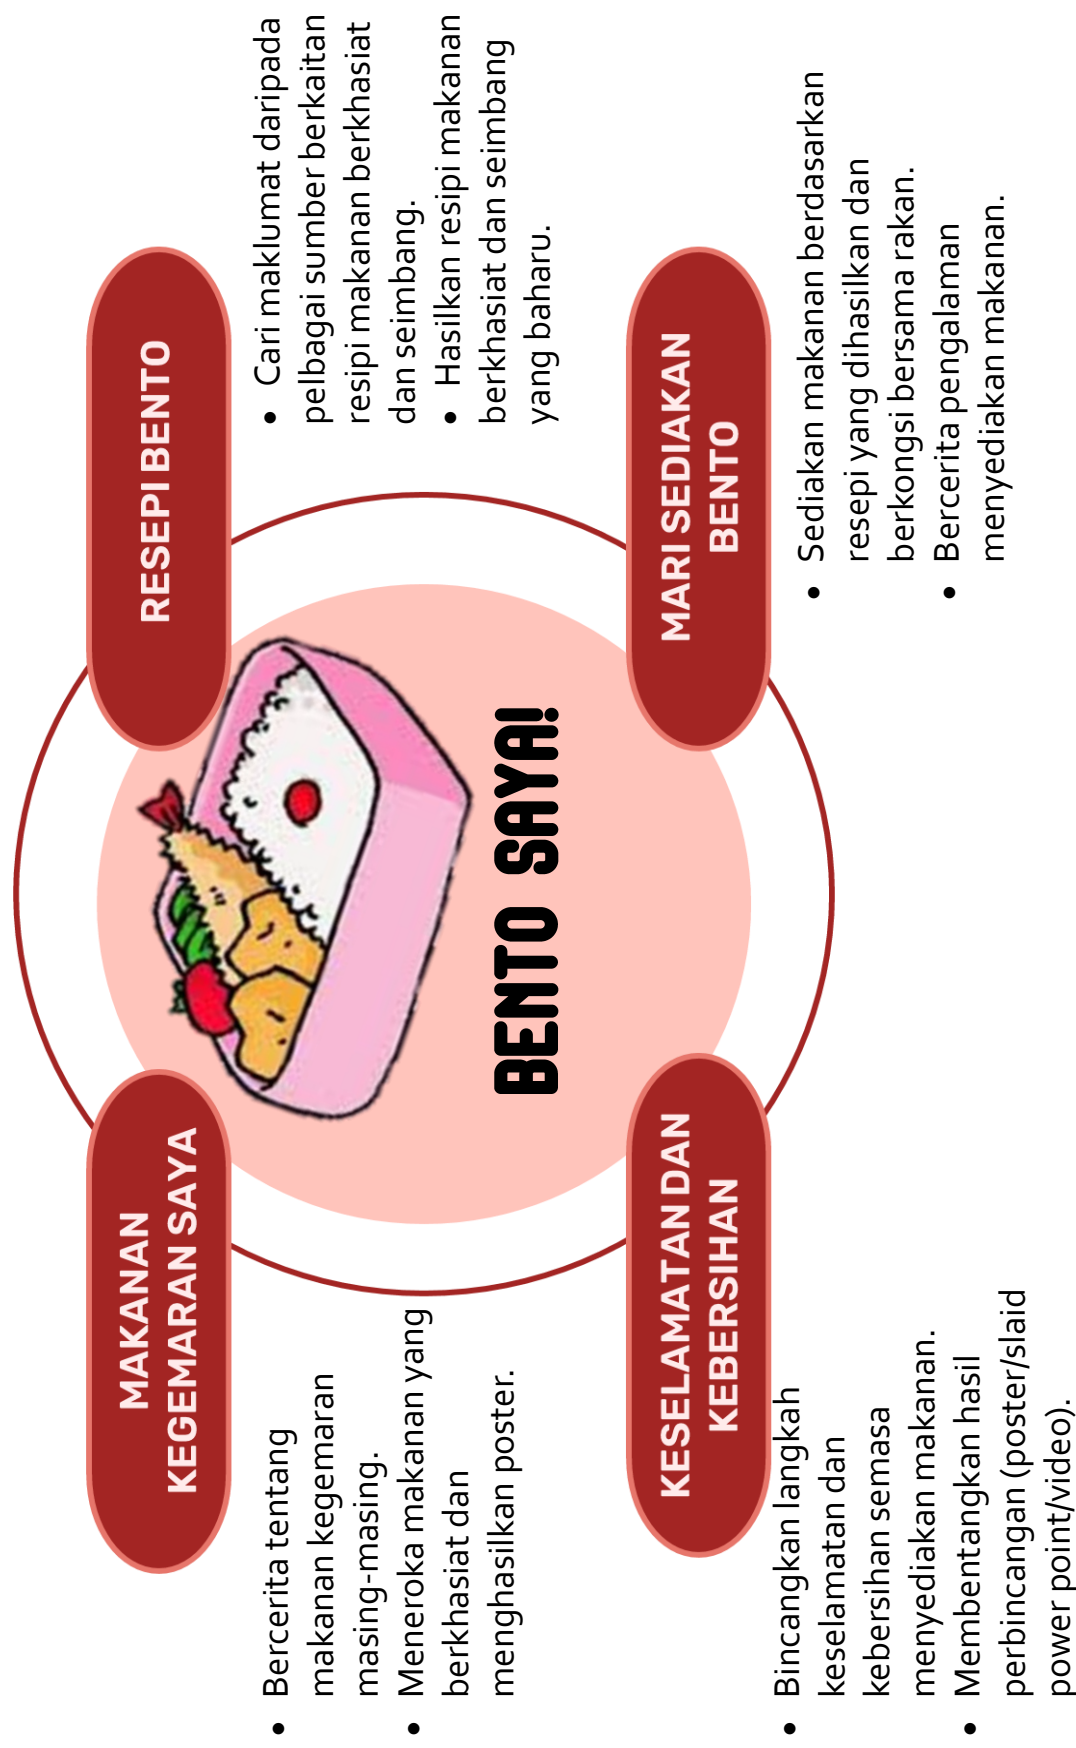 MAKANAN
KEGEMARAN SAYA
• Bercerita tentang
makanan kegemaran
masing-masing.
• Meneroka makanan yang
berkhasiat dan
menghasilkan poster.
RESEPI BENTO
• Cari maklumat daripada
pelbagai sumber berkaitan
resipi makanan berkhasiat
dan seimbang.
• Hasilkan resipi makanan
berkhasiat dan seimbang
yang baharu.
BENTO SAYA!
KESELAMATAN DAN
KEBERSIHAN
• Bincangkan langkah
keselamatan dan
kebersihan semasa
menyediakan makanan.
• Membentangkan hasil
perbincangan (poster/slaid
power point/video).
MARI SEDIAKAN
BENTO
• Sediakan makanan berdasarkan
resepi yang dihasilkan dan
berkongsi bersama rakan.
• Bercerita pengalaman
menyediakan makanan.